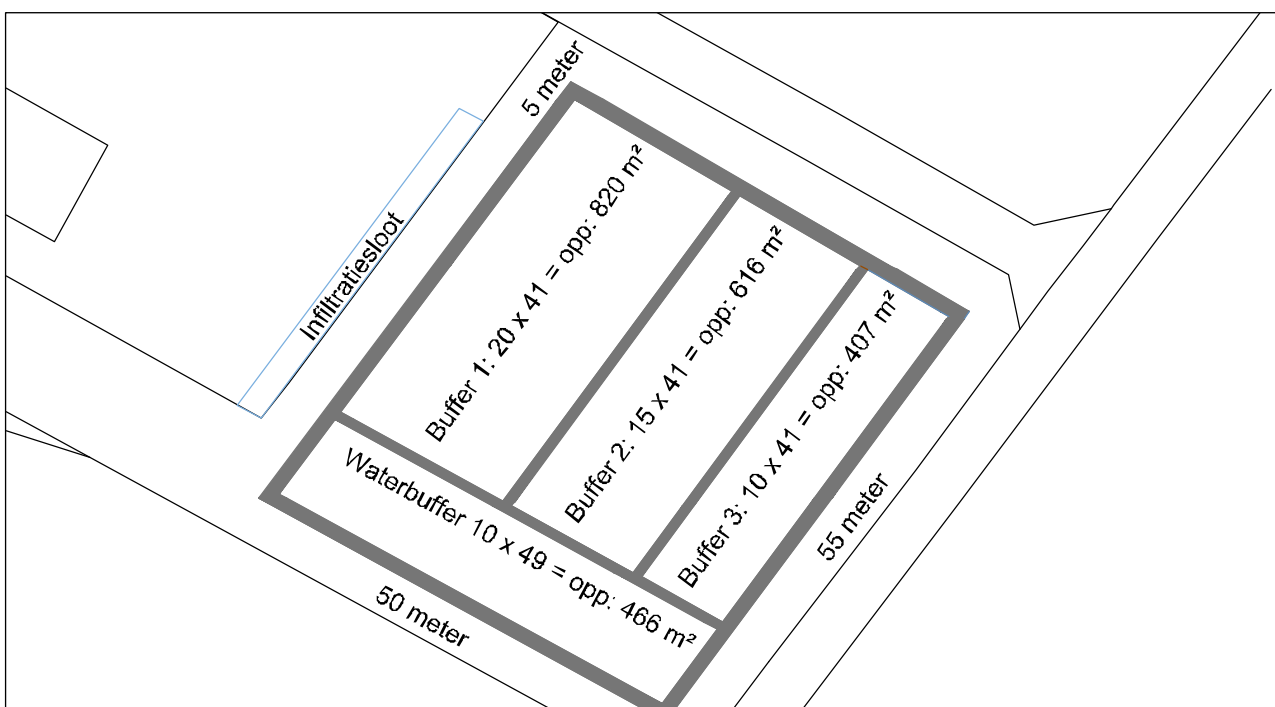 5 meter
Buffer 1: 20 x 41 = opp: 820 m²
Infiltratiesloot
Buffer 2: 15 x 41 = opp: 616 m²
Buffer 3: 10 x 41 = opp: 407 m²
Waterbuffer 10 x 49 = opp: 466 m²
55 meter
50 meter